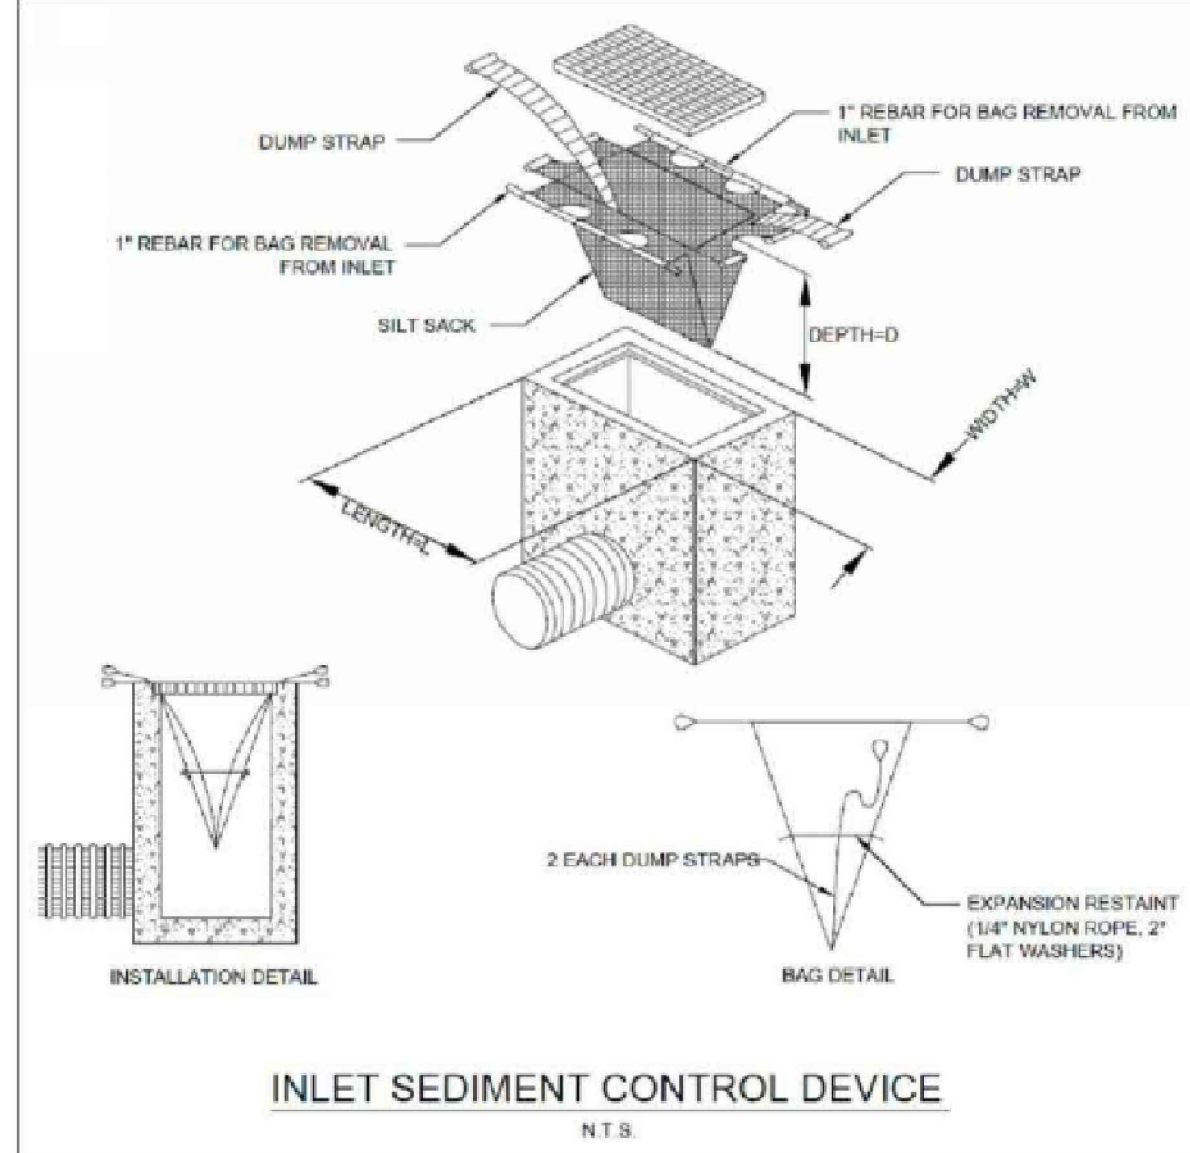 1" REBAR FOR BAG REMOVAL FROM
INLET
DUMP STRAP
DUMP STRAP
1" REBAR FOR BAG REMOVAL
FROM INLET
SILT SACK
DEPTH=D
WIDTH=W
LENGTH=L
2 EACH DUMP STRAPS
EXPANSION RESTAINT
(1/4" NYLON ROPE, 2"
FLAT WASHERS)
INSTALLATION DETAIL
BAG DETAIL
INLET SEDIMENT CONTROL DEVICE
N.T.S.